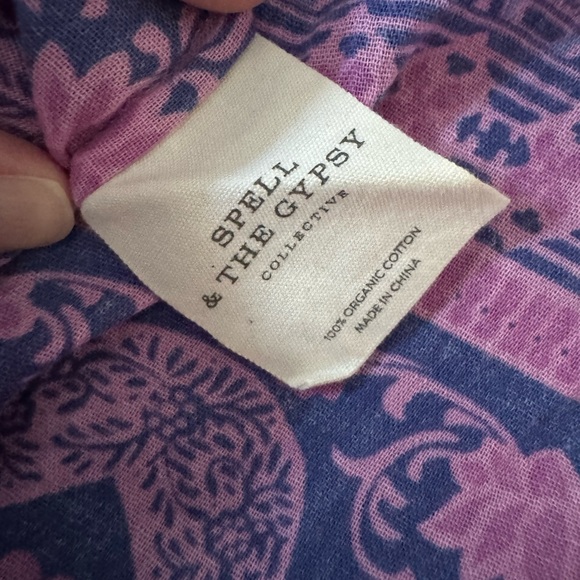 SPELL
& THE GYPSY
COLLECTIVE
100% ORGANIC COTTON
MADE IN CHINA